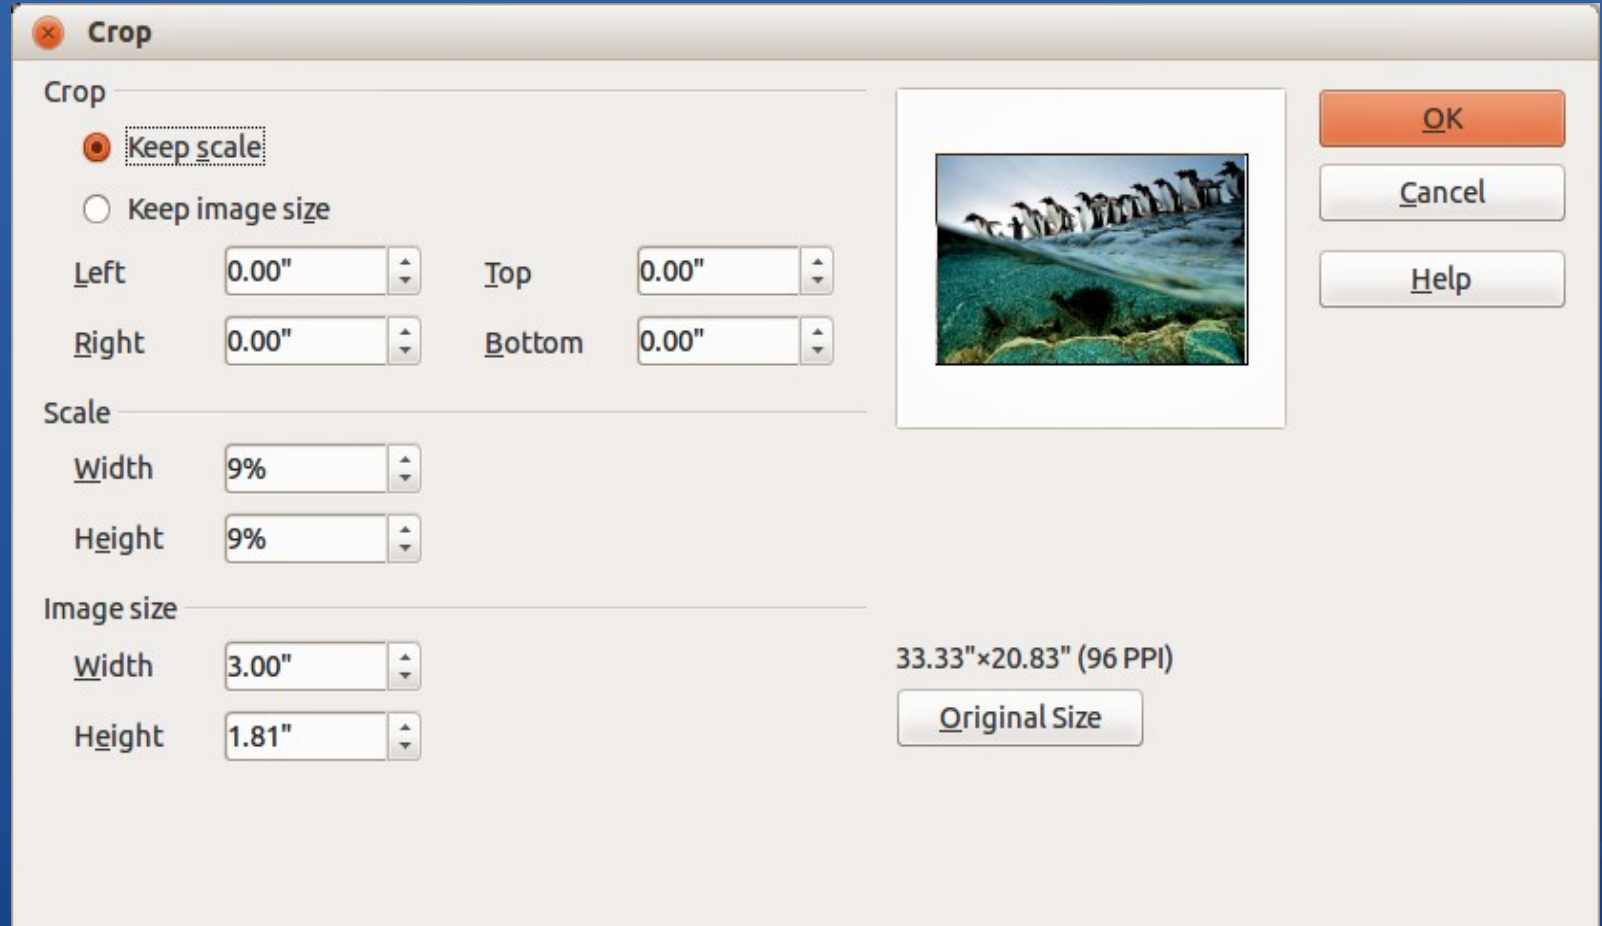 Crop
Crop
Keep scale
Keep image size
Left 0.00" Top 0.00"
Right 0.00" Bottom 0.00"
Scale
Width 9%
Height 9%
Image size
Width 3.00"
Height 1.81"
33.33"×20.83" (96 PPI)
Original Size
OK
Cancel
Help